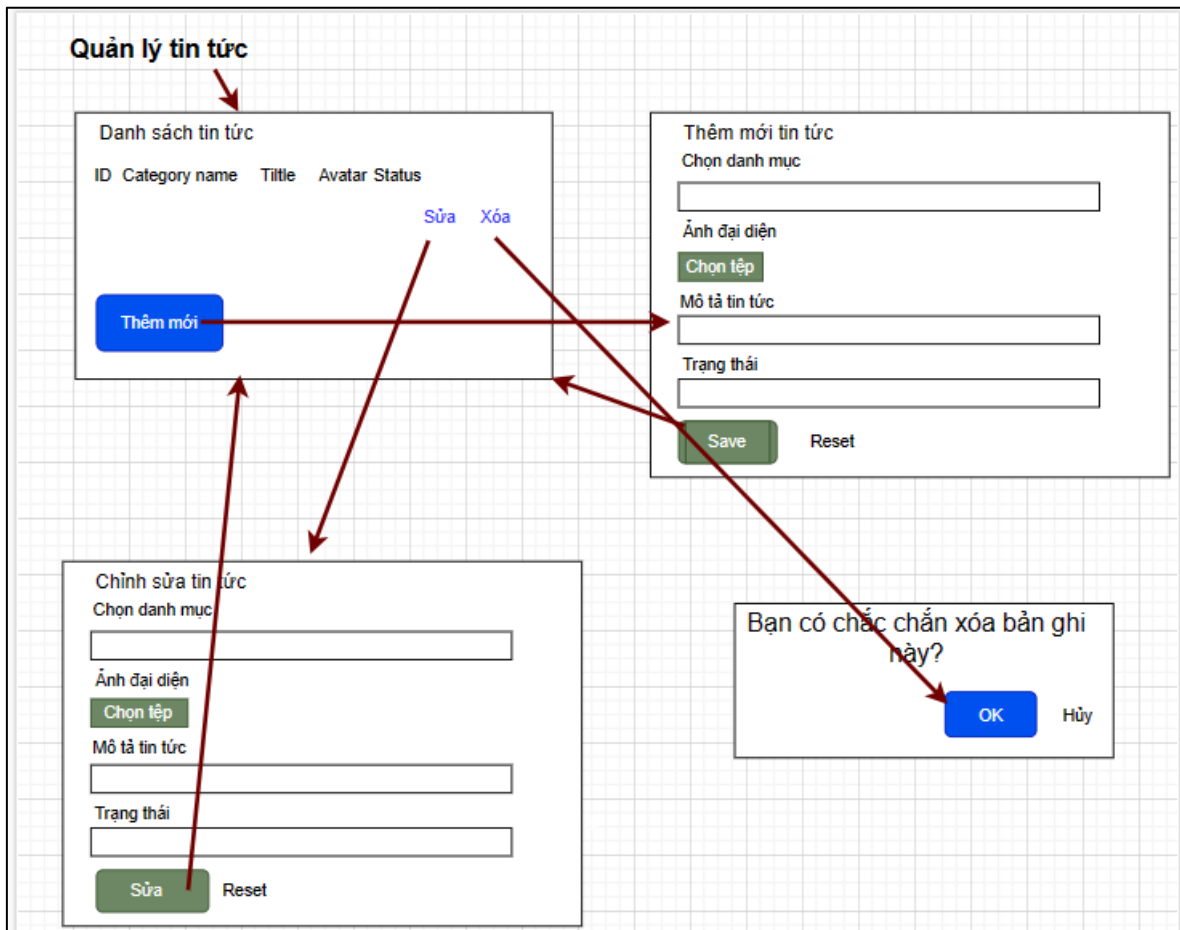 Quản lý tin tức
Danh sách tin tức
ID Category name Tiltle Avatar Status
Sửa Xóa
Thêm mới
Thêm mới tin tức
Chọn danh mục
Ảnh đại diện
Chọn tệp
Mô tả tin tức
Trạng thái
Save Reset
Chỉnh sửa tin tức
Chọn danh mục
Ảnh đại diện
Chọn tệp
Mô tả tin tức
Trạng thái
Sửa Reset
Bạn có chắc chắn xóa bản ghi
này?
OK Hủy